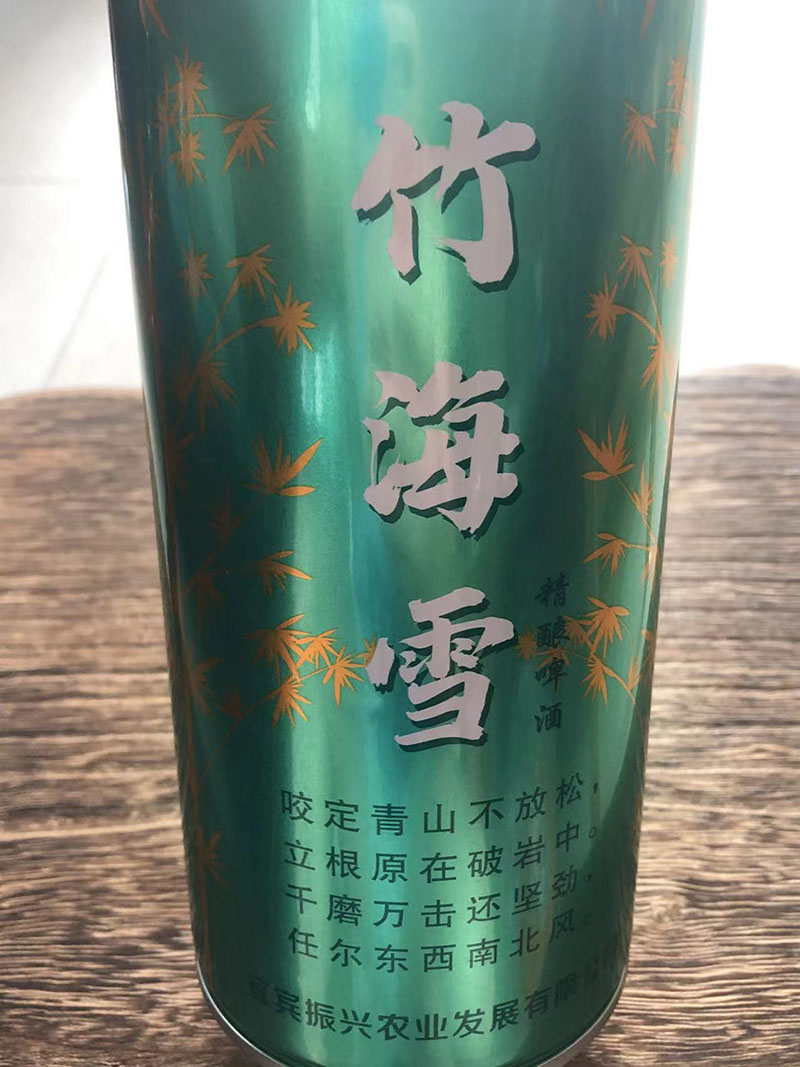 竹海雪
精酿啤酒
咬定青山不放松，
立根原在破岩中。
千磨万击还坚劲，
任尔东西南北风。
宜宾振兴农业发展有限公